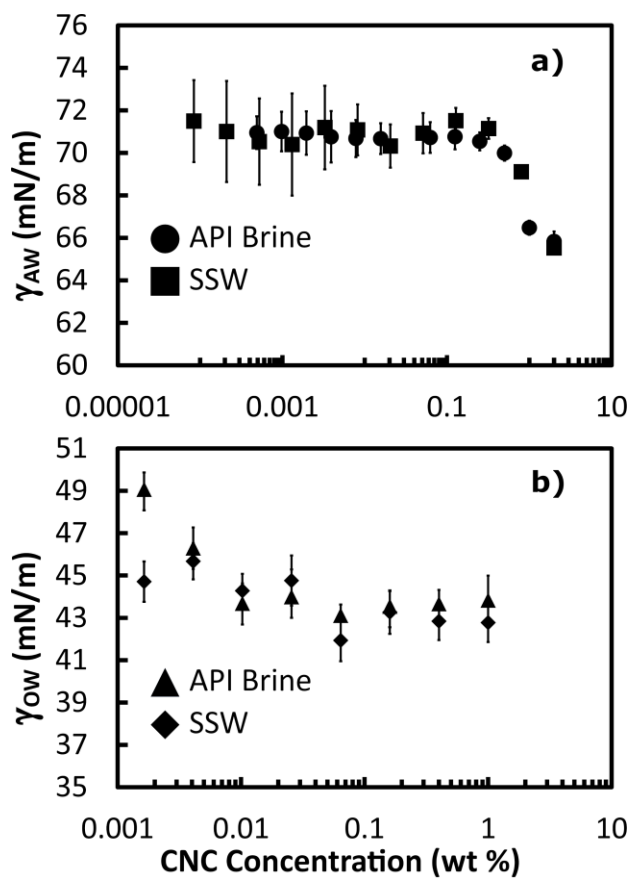 76
74
72
70
68
66
64
62
60
γAW (mN/m)
a)
API Brine
SSW
0.00001 0.001 0.1 10
51
49
47
45
43
41
39
37
35
γOW (mN/m)
b)
API Brine
SSW
0.001 0.01 0.1 1 10
CNC Concentration (wt %)